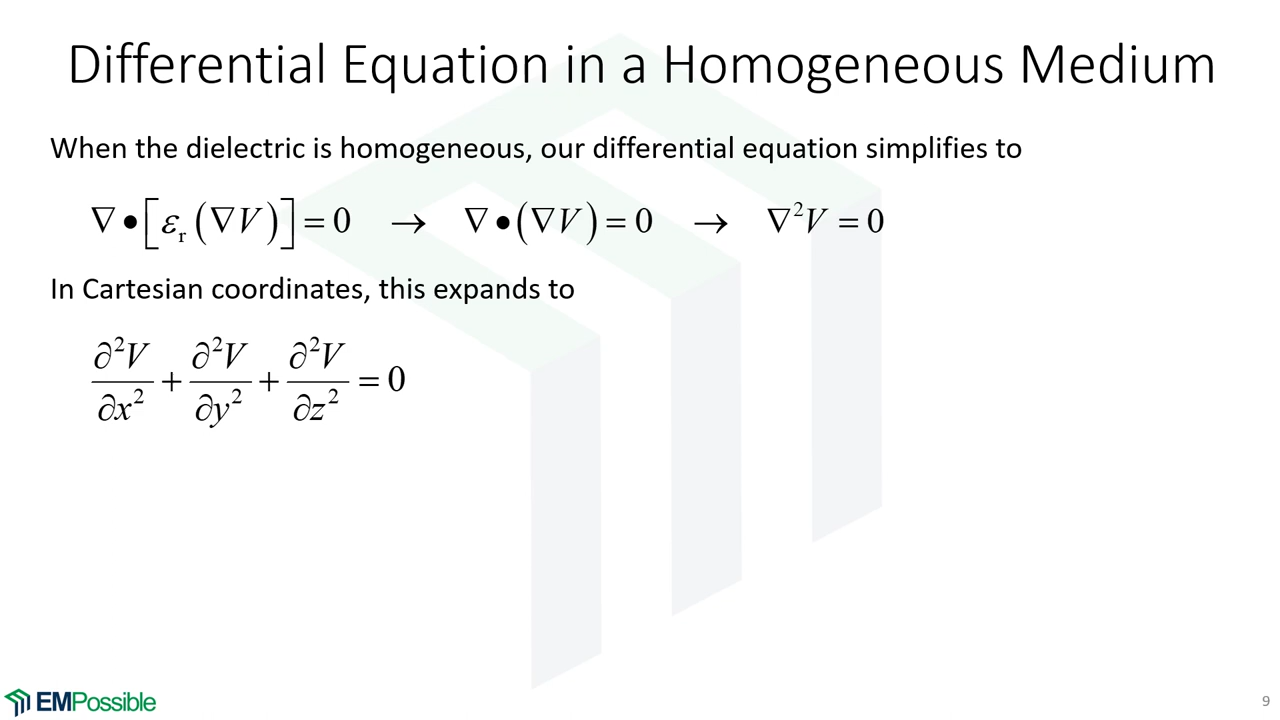 Differential Equation in a Homogeneous Medium
When the dielectric is homogeneous, our differential equation simplifies to
∇•[εr(∇V)] = 0 → ∇•(∇V) = 0 → ∇²V = 0
In Cartesian coordinates, this expands to
∂²V/∂x² + ∂²V/∂y² + ∂²V/∂z² = 0
EMPossible
9